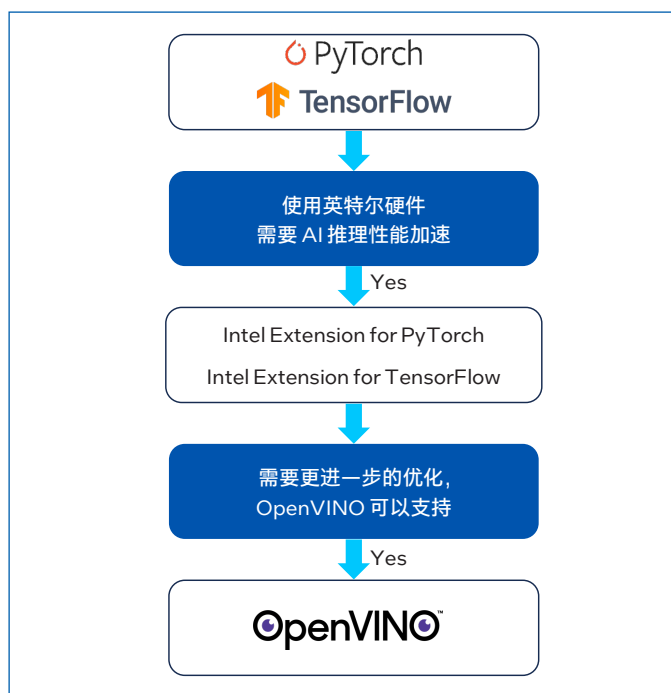 PyTorch
TensorFlow
使用英特尔硬件
需要 AI 推理性能加速
Yes
Intel Extension for PyTorch
Intel Extension for TensorFlow
需要更进一步的优化，
OpenVINO 可以支持
Yes
OpenVINO™